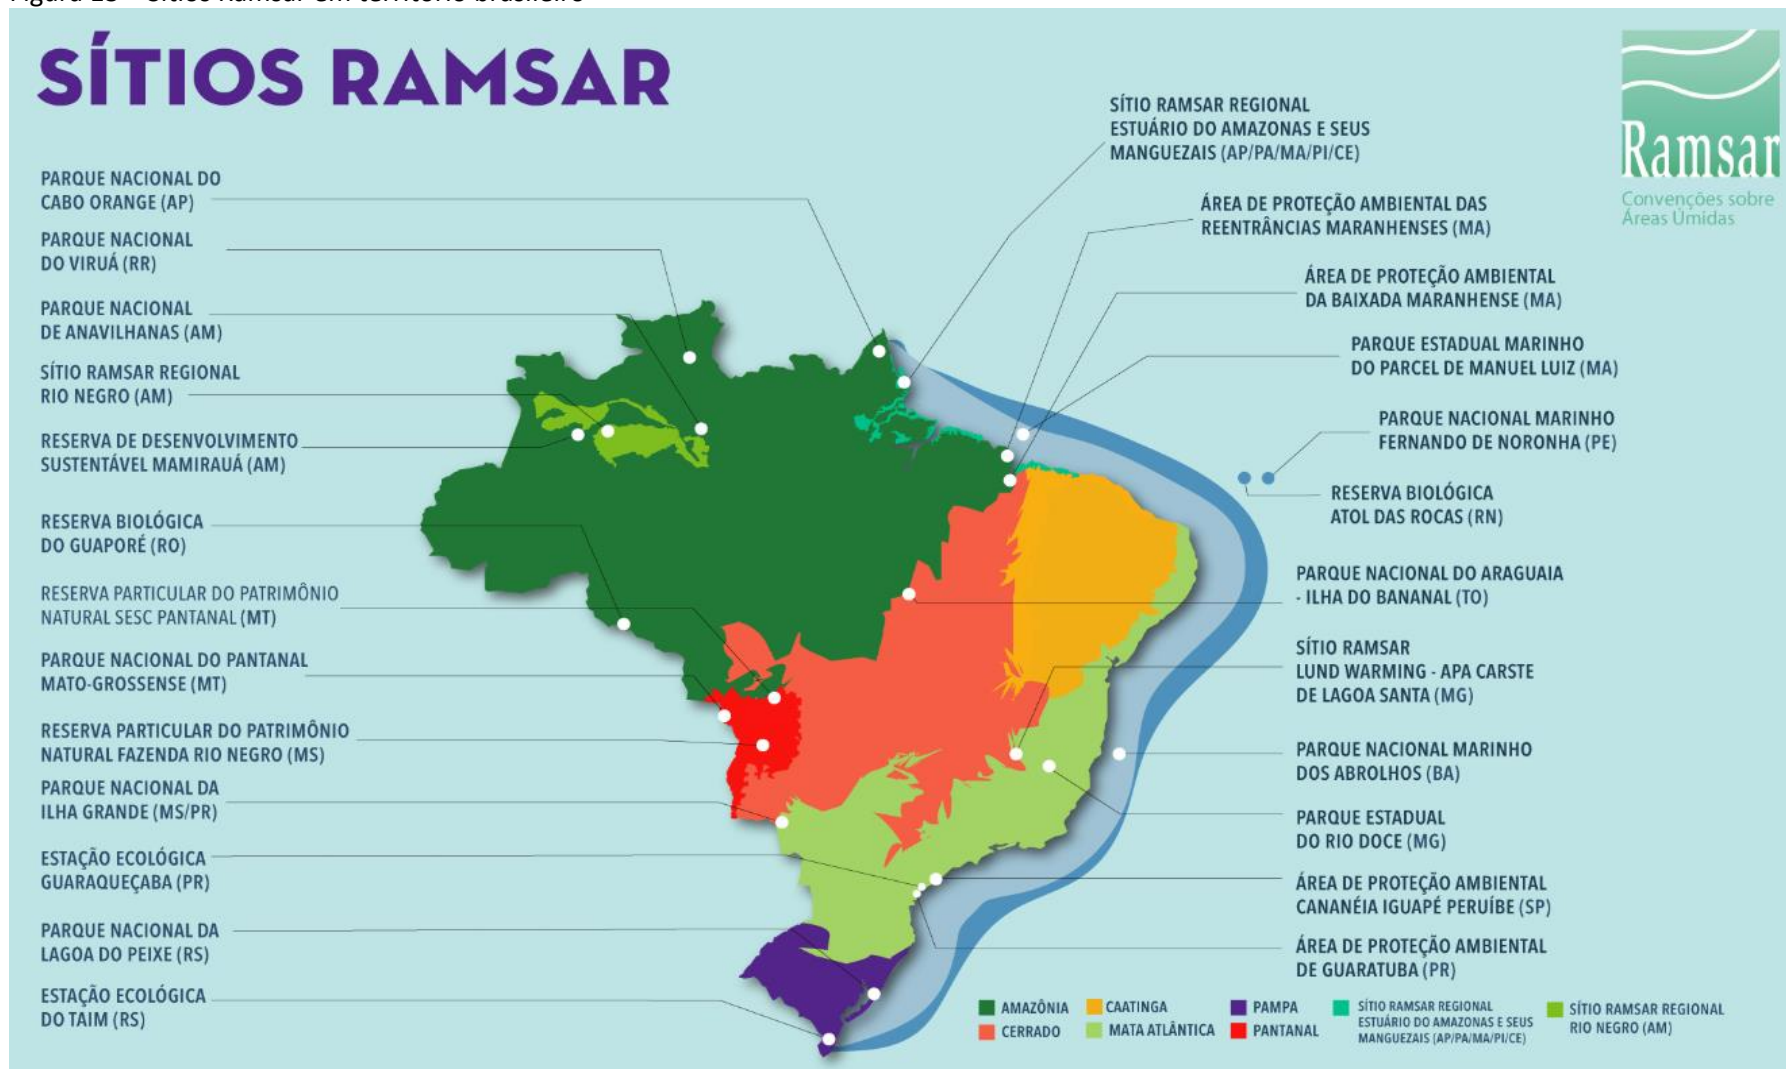 Figura 18 – Sítios Ramsar em território brasileiro
SÍTIOS RAMSAR
PARQUE NACIONAL DO
CABO ORANGE (AP)
PARQUE NACIONAL
DO VIRUÁ (RR)
PARQUE NACIONAL
DE ANAVILHANAS (AM)
SÍTIO RAMSAR REGIONAL
RIO NEGRO (AM)
RESERVA DE DESENVOLVIMENTO
SUSTENTÁVEL MAMIRAUÁ (AM)
RESERVA BIOLÓGICA
DO GUAPORÉ (RO)
RESERVA PARTICULAR DO PATRIMÔNIO
NATURAL SESC PANTANAL (MT)
PARQUE NACIONAL DO PANTANAL
MATO-GROSSENSE (MT)
RESERVA PARTICULAR DO PATRIMÔNIO
NATURAL FAZENDA RIO NEGRO (MS)
PARQUE NACIONAL DA
ILHA GRANDE (MS/PR)
ESTAÇÃO ECOLÓGICA
GUARAQUEÇABA (PR)
PARQUE NACIONAL DA
LAGOA DO PEIXE (RS)
ESTAÇÃO ECOLÓGICA
DO TAIM (RS)
SÍTIO RAMSAR REGIONAL
ESTUÁRIO DO AMAZONAS E SEUS
MANGUEZAIS (AP/PA/MA/PI/CE)
ÁREA DE PROTEÇÃO AMBIENTAL DAS
REENTRÂNCIAS MARANHENSES (MA)
ÁREA DE PROTEÇÃO AMBIENTAL
DA BAIXADA MARANHENSE (MA)
PARQUE ESTADUAL MARINHO
DO PARCEL DE MANUEL LUIZ (MA)
PARQUE NACIONAL MARINHO
FERNANDO DE NORONHA (PE)
RESERVA BIOLÓGICA
ATOL DAS ROCAS (RN)
PARQUE NACIONAL DO ARAGUAIA
- ILHA DO BANANAL (TO)
SÍTIO RAMSAR
LUND WARMING - APA CARSTE
DE LAGOA SANTA (MG)
PARQUE NACIONAL MARINHO
DOS ABROLHOS (BA)
PARQUE ESTADUAL
DO RIO DOCE (MG)
ÁREA DE PROTEÇÃO AMBIENTAL
CANANÉIA IGUAPÉ PERUÍBE (SP)
ÁREA DE PROTEÇÃO AMBIENTAL
DE GUARATUBA (PR)
Ramsar
Convenções sobre
Áreas Úmidas
AMAZÔNIA
CERRADO
CAATINGA
MATA ATLÂNTICA
PAMPA
PANTANAL
SÍTIO RAMSAR REGIONAL
ESTUÁRIO DO AMAZONAS E SEUS
MANGUEZAIS (AP/PA/MA/PI/CE)
SÍTIO RAMSAR REGIONAL
RIO NEGRO (AM)